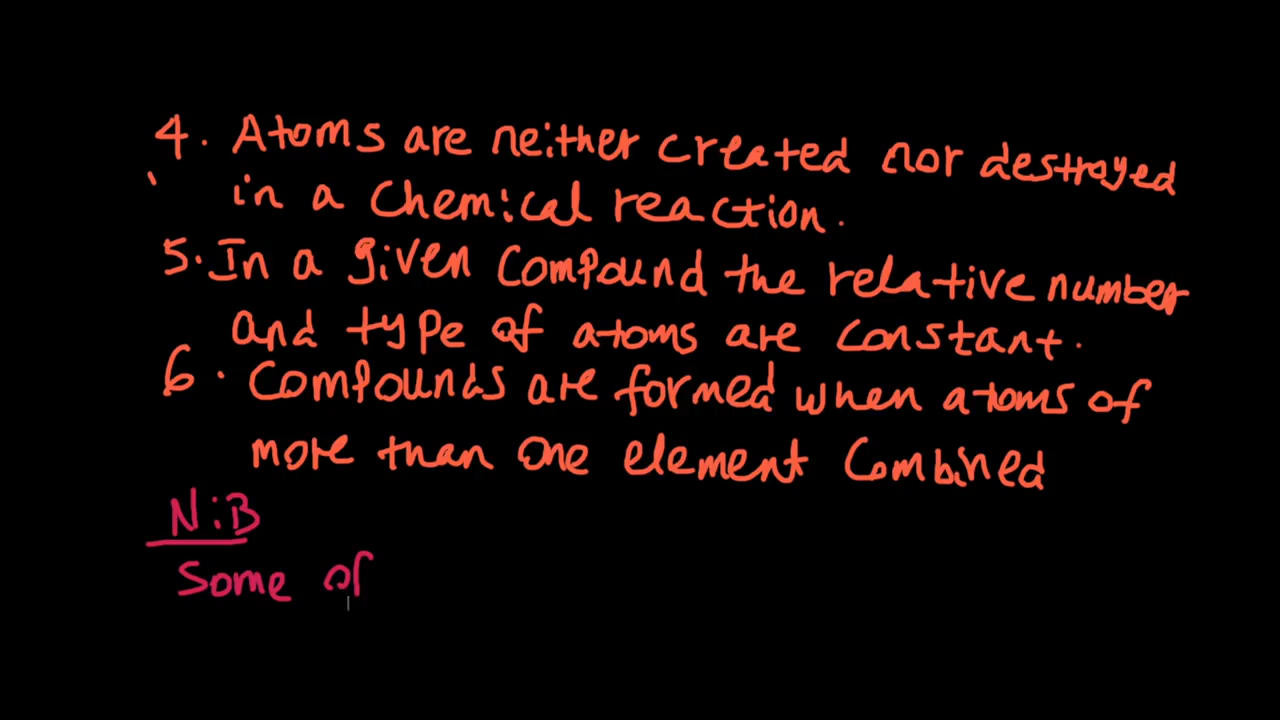 4. Atoms are neither created nor destroyed
in a chemical reaction.
5. In a given compound the relative number
and type of atoms are constant.
6. Compounds are formed when atoms of
more than one element combined
N:B
Some of